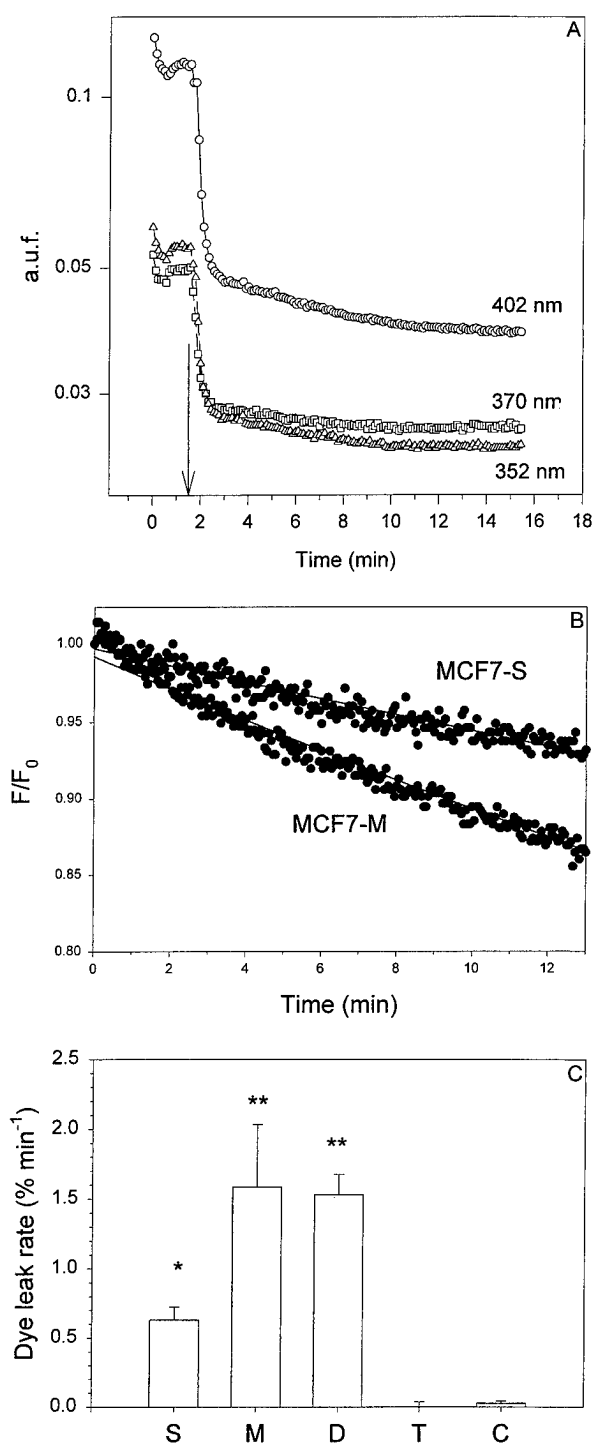 A
0.1
a.u.f.
0.05
402 nm
0.03
370 nm
352 nm
0 2 4 6 8 10 12 14 16 18
Time (min)
B
1.00
MCF7-S
0.95
F/F0
0.90
MCF7-M
0.85
0.80
0 2 4 6 8 10 12
Time (min)
C
2.5
**
2.0
**
Dye leak rate (% min-1)
1.5
*
1.0
0.5
0.0
S M D T C